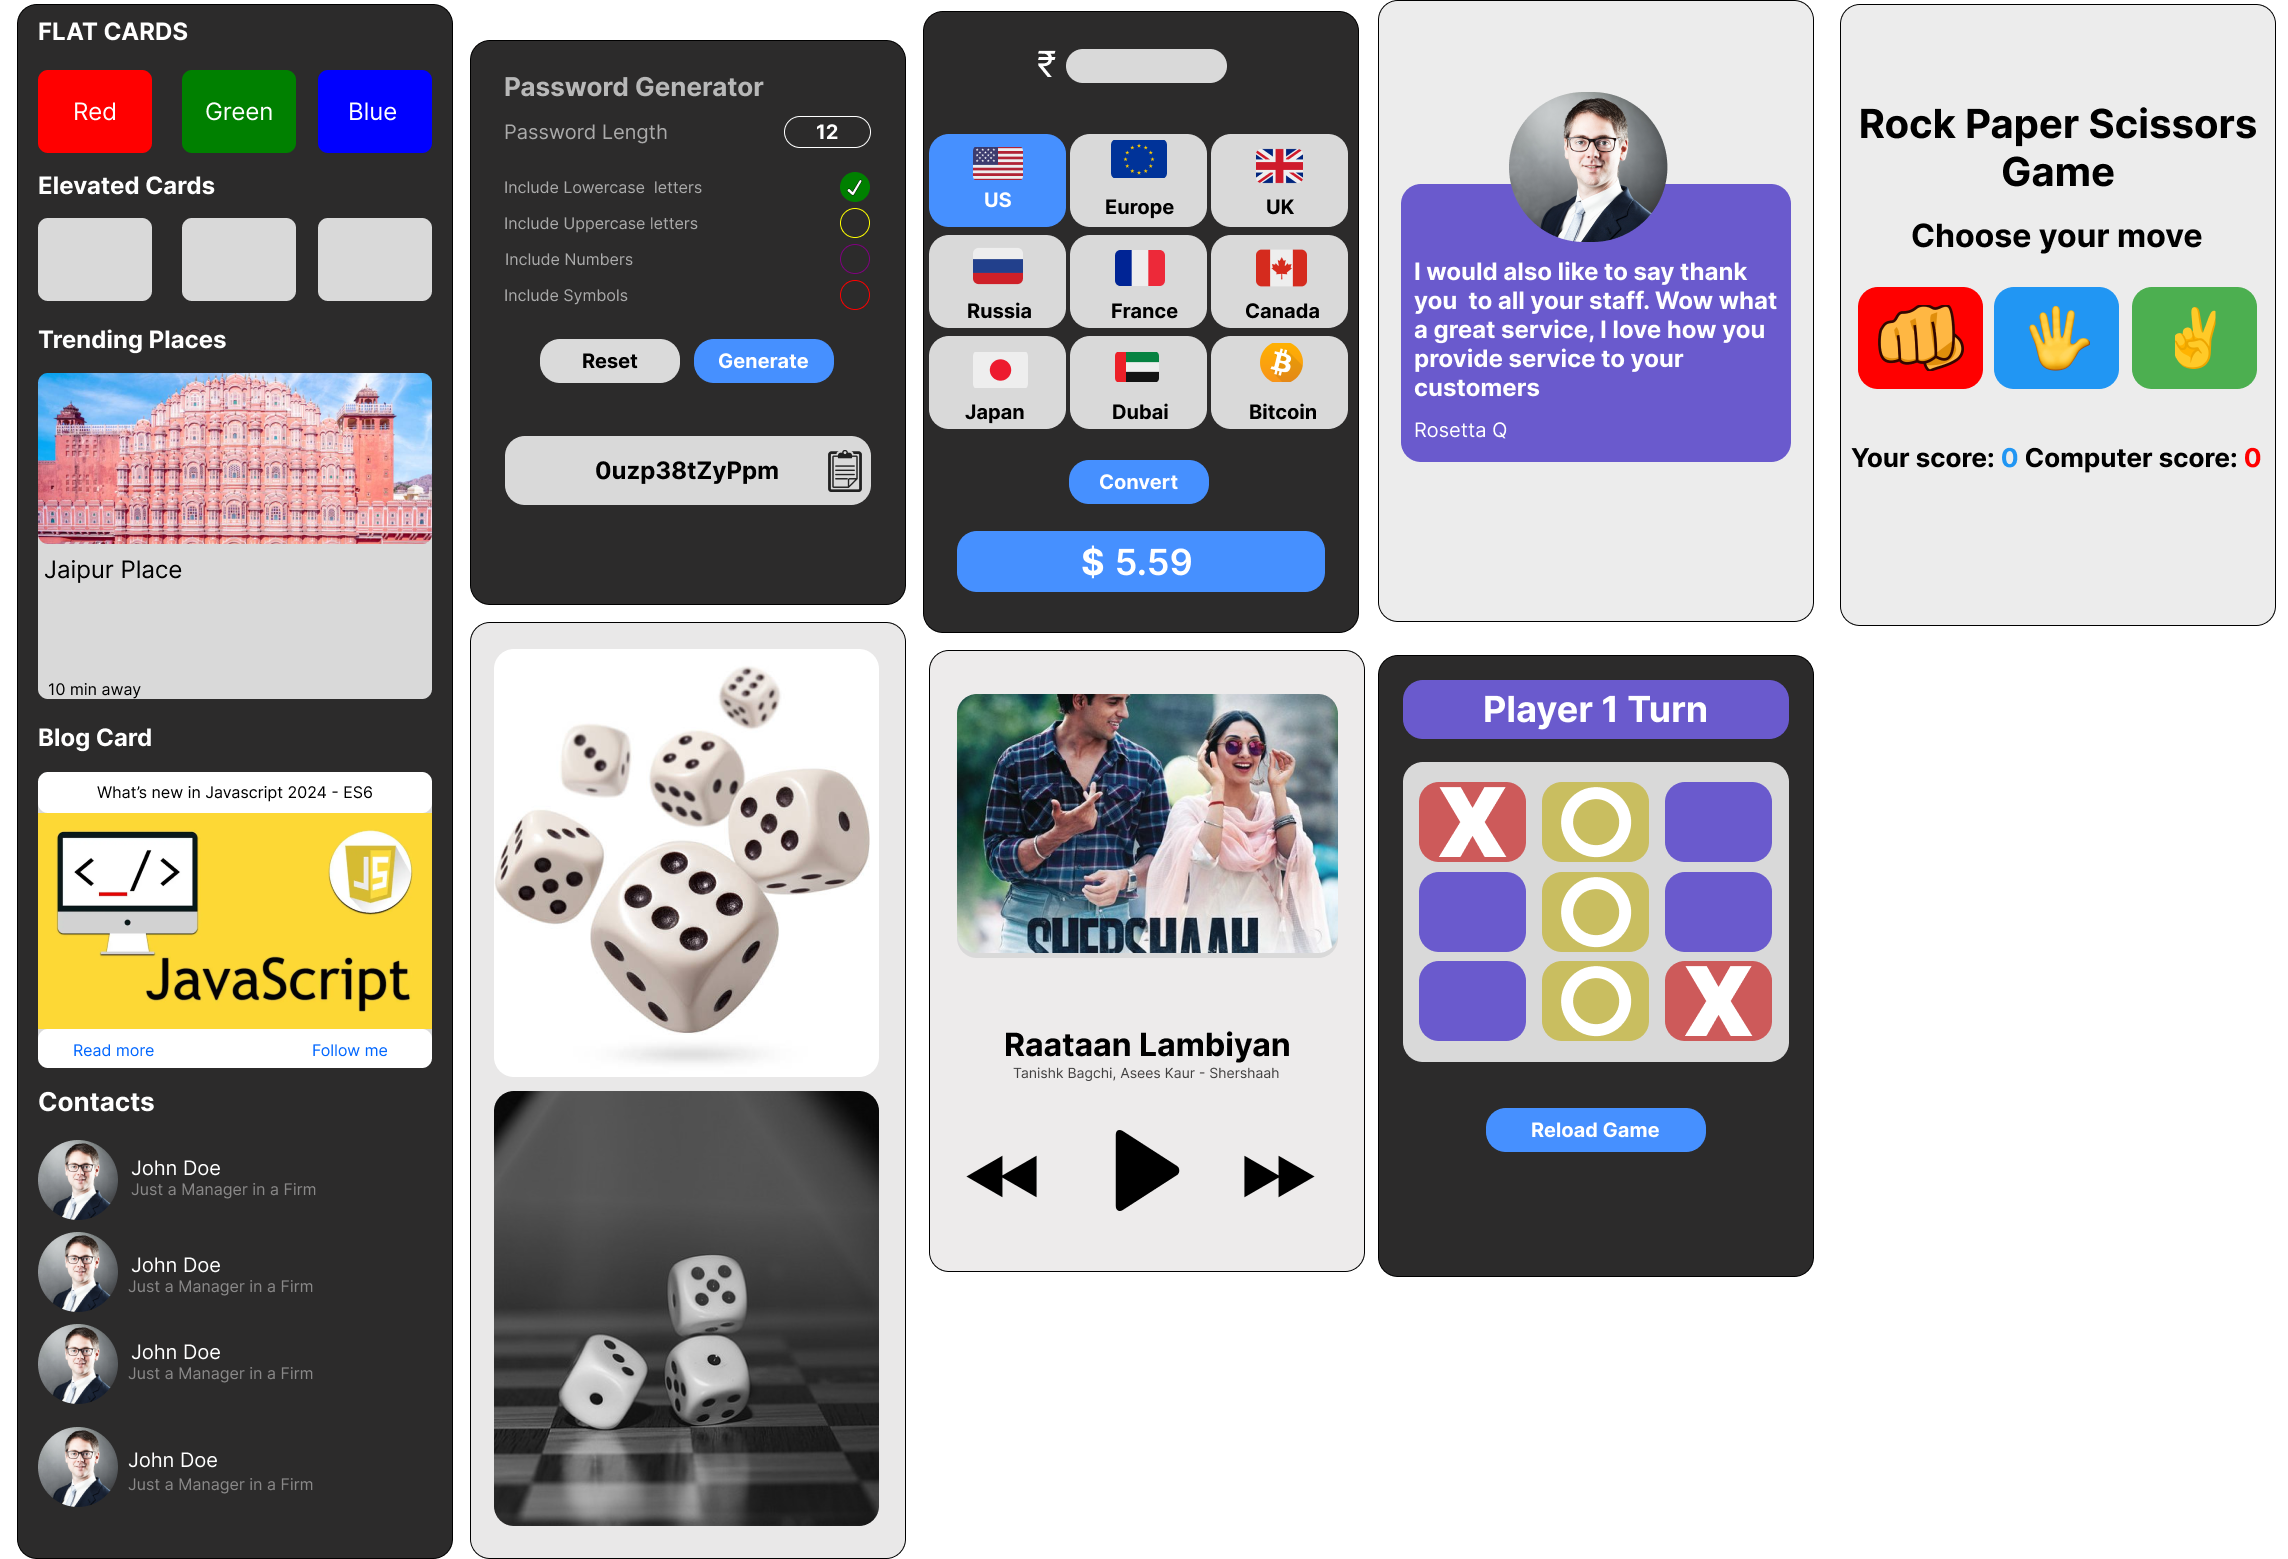 FLAT CARDS
Red
Green
Blue
Elevated Cards
Trending Places
Jaipur Place
10 min away
Blog Card
What's new in Javascript 2024 - ES6
<_/>
JS
JavaScript
Read more
Follow me
Contacts
John Doe
Just a Manager in a Firm
John Doe
Just a Manager in a Firm
John Doe
Just a Manager in a Firm
John Doe
Just a Manager in a Firm
Password Generator
Password Length
12
Include Lowercase  letters
Include Uppercase letters
Include Numbers
Include Symbols
Reset
Generate
0uzp38tZyPpm
₹
US
Europe
UK
Russia
France
Canada
Japan
Dubai
Bitcoin
Convert
$ 5.59
SHERSHAAH
Raataan Lambiyan
Tanishk Bagchi, Asees Kaur - Shershaah
I would also like to say thank
you  to all your staff. Wow what
a great service, I love how you
provide service to your
customers
Rosetta Q
Player 1 Turn
X O
O
O X
Reload Game
Rock Paper Scissors
Game
Choose your move
Your score: 0 Computer score: 0